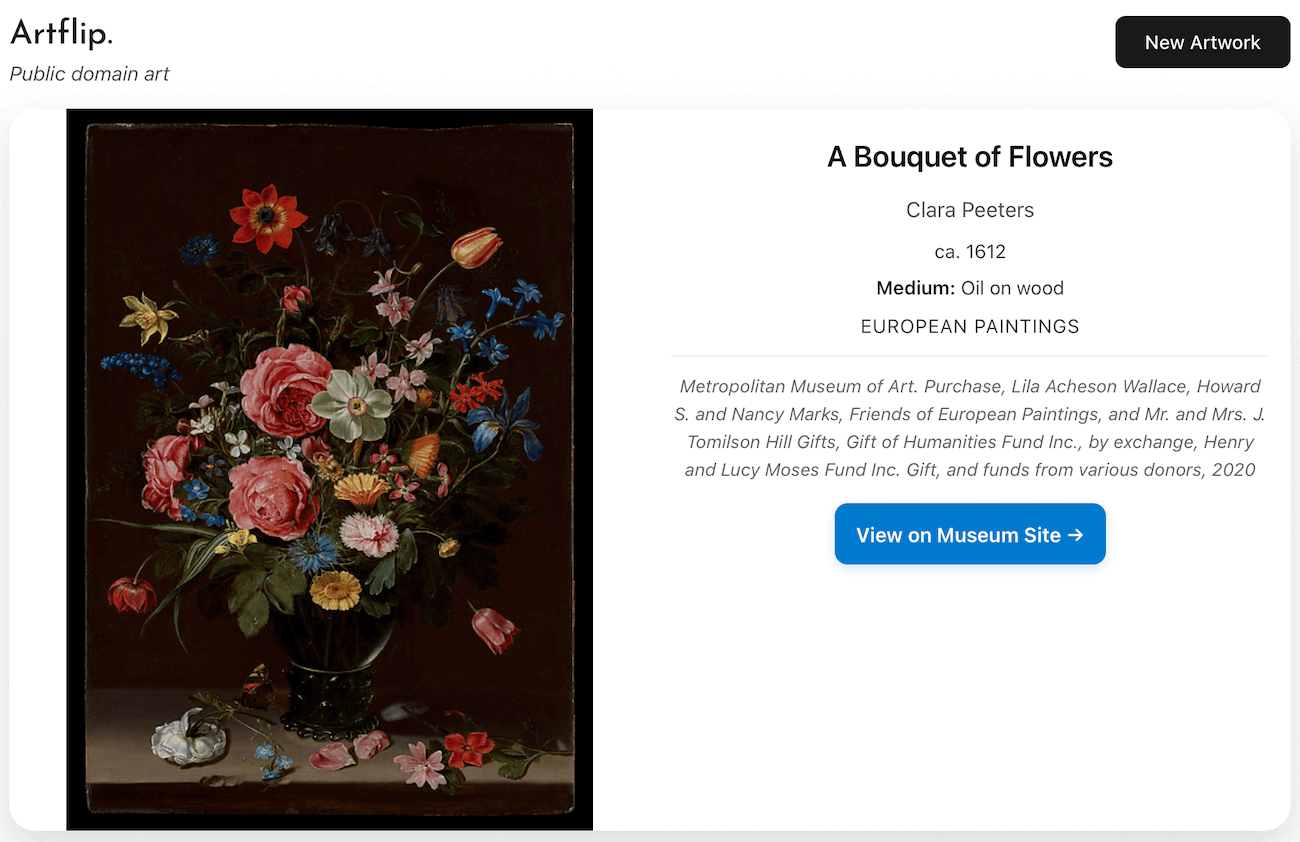 Artflip.
Public domain art
New Artwork
A Bouquet of Flowers
Clara Peeters
ca. 1612
Medium: Oil on wood
EUROPEAN PAINTINGS
Metropolitan Museum of Art. Purchase, Lila Acheson Wallace, Howard
S. and Nancy Marks, Friends of European Paintings, and Mr. and Mrs. J.
Tomilson Hill Gifts, Gift of Humanities Fund Inc., by exchange, Henry
and Lucy Moses Fund Inc. Gift, and funds from various donors, 2020
View on Museum Site →